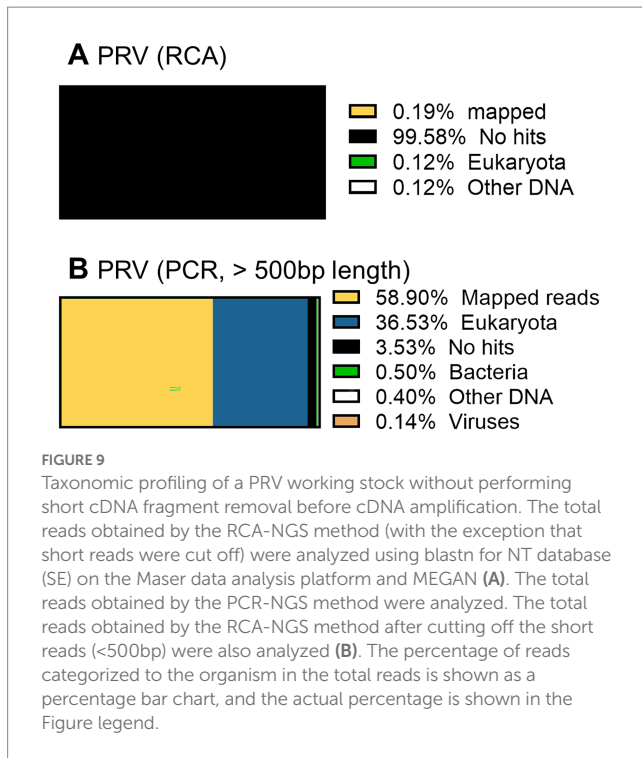 A PRV (RCA)
0.19% mapped
99.58% No hits
0.12% Eukaryota
0.12% Other DNA
B PRV (PCR, > 500bp length)
58.90% Mapped reads
36.53% Eukaryota
3.53% No hits
0.50% Bacteria
0.40% Other DNA
0.14% Viruses
FIGURE 9
Taxonomic profiling of a PRV working stock without performing
short cDNA fragment removal before cDNA amplification. The total
reads obtained by the RCA-NGS method (with the exception that
short reads were cut off) were analyzed using blastn for NT database
(SE) on the Maser data analysis platform and MEGAN (A). The total
reads obtained by the PCR-NGS method were analyzed. The total
reads obtained by the RCA-NGS method after cutting off the short
reads (<500bp) were also analyzed (B). The percentage of reads
categorized to the organism in the total reads is shown as a
percentage bar chart, and the actual percentage is shown in the
Figure legend.